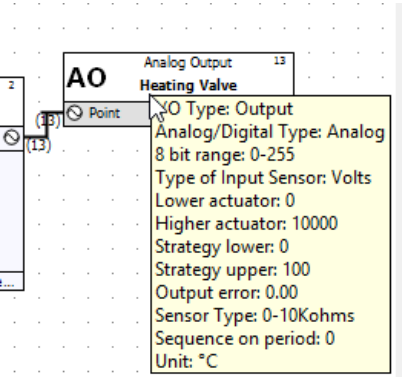 Analog Output 13
AO
Heating Valve
2
(13) Point
(13)
I/O Type: Output
Analog/Digital Type: Analog
8 bit range: 0-255
Type of Input Sensor: Volts
Lower actuator: 0
Higher actuator: 10000
Strategy lower: 0
Strategy upper: 100
Output error: 0.00
Sensor Type: 0-10Kohms
Sequence on period: 0
Unit: °C